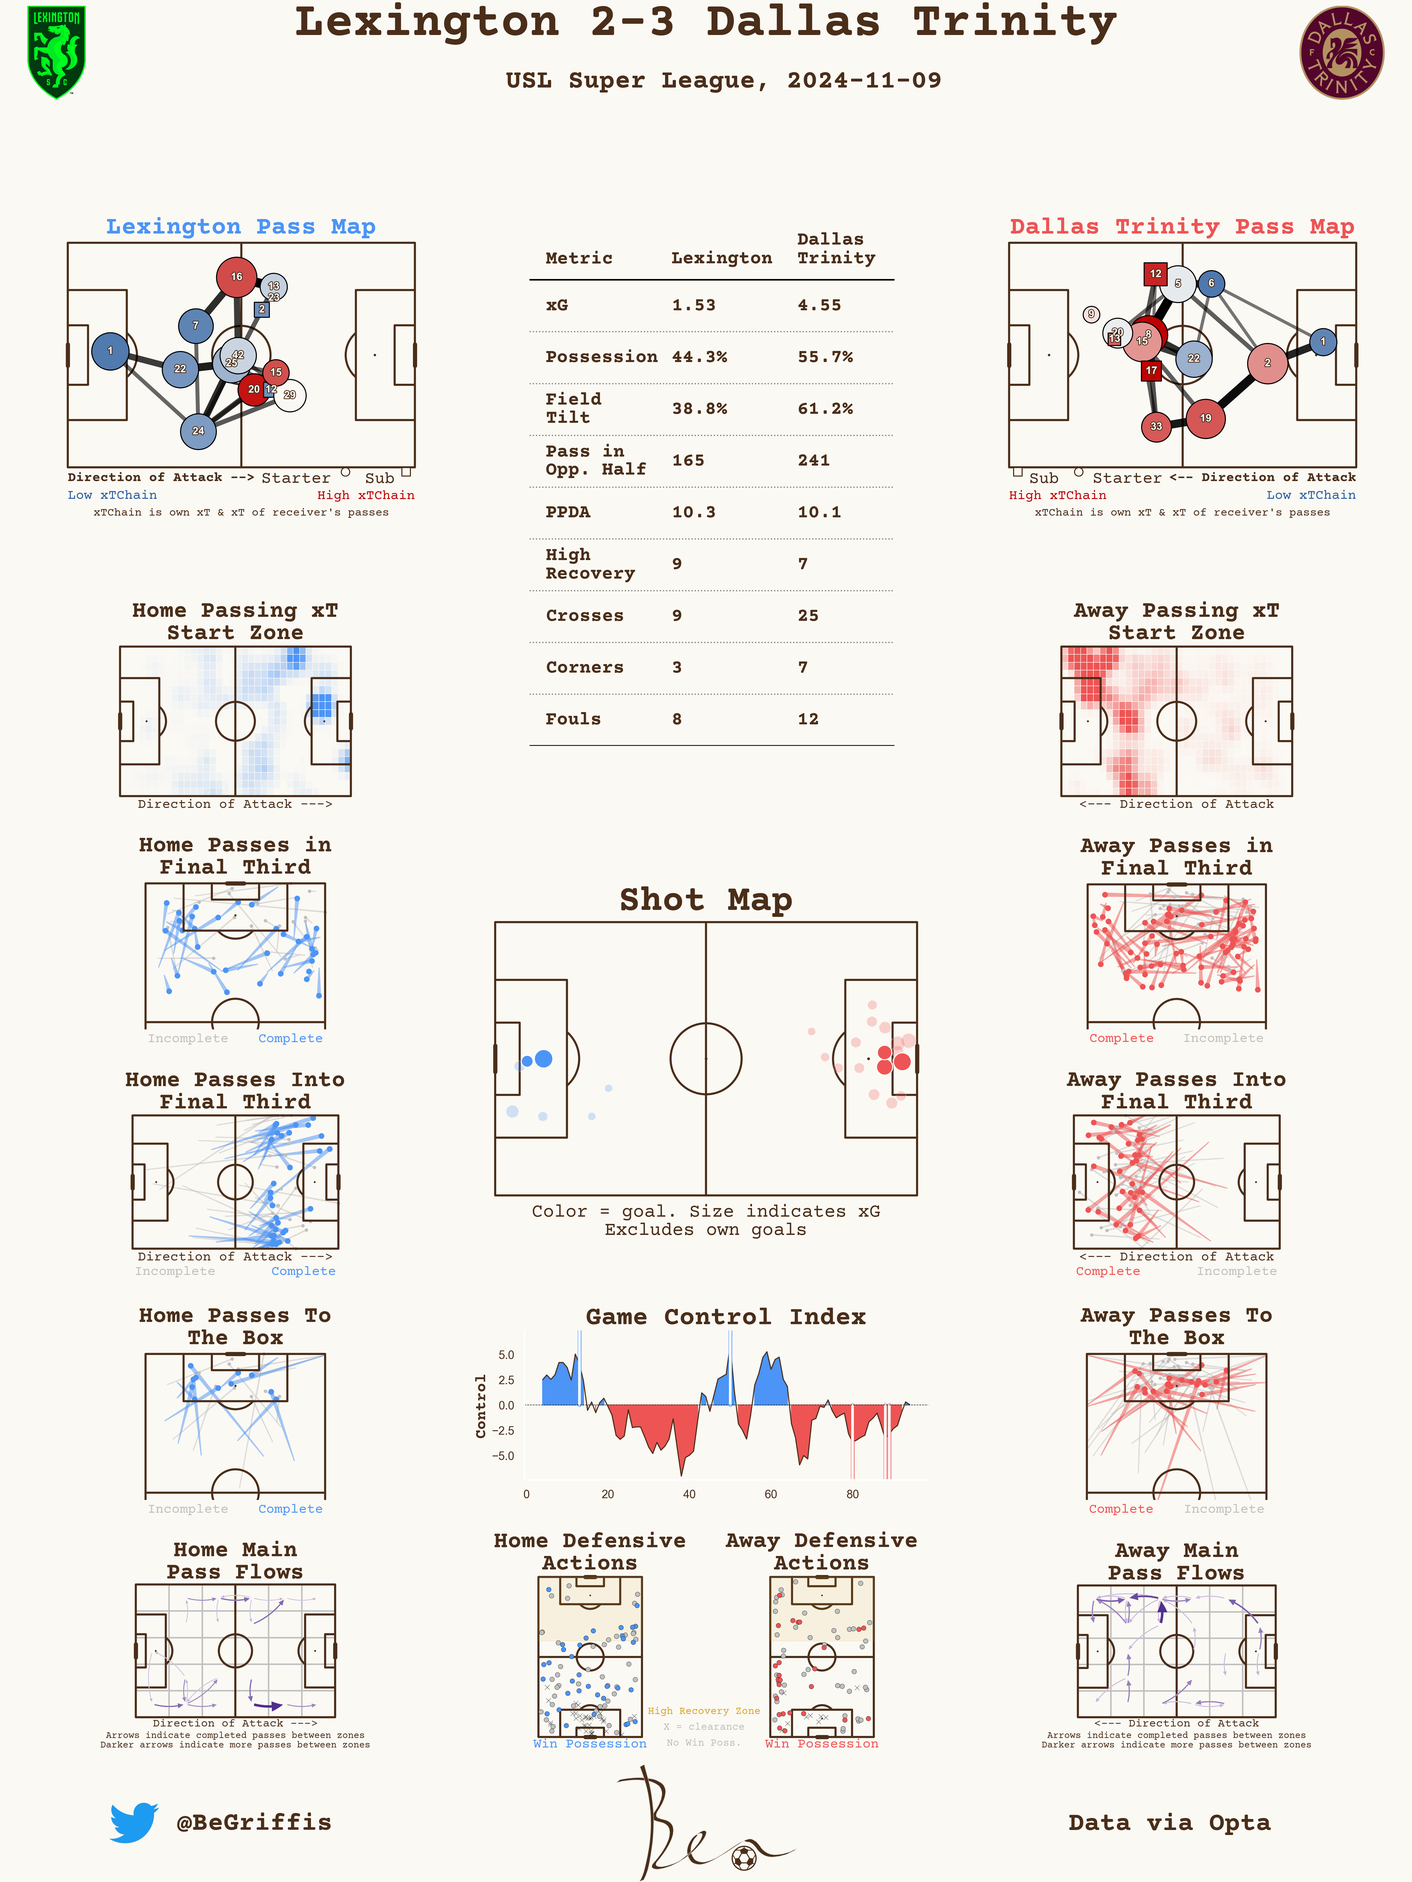 Lexington 2-3 Dallas Trinity
USL Super League, 2024-11-09
LEXINGTON
SC
DALLAS
F C
TRINITY
Lexington Pass Map
16
13
23
2
7
1
42
25
22
15
20
12
29
24
Direction of Attack --> Starter Sub
Low xTChain High xTChain
xTChain is own xT & xT of receiver's passes
Metric Lexington Dallas Trinity
xG 1.53 4.55
Possession 44.3% 55.7%
Field Tilt 38.8% 61.2%
Pass in Opp. Half 165 241
PPDA 10.3 10.1
High Recovery 9 7
Crosses 9 25
Corners 3 7
Fouls 8 12
Dallas Trinity Pass Map
12
5
6
9
20
8
13
15
1
22
2
17
19
33
Sub Starter <-- Direction of Attack
High xTChain Low xTChain
xTChain is own xT & xT of receiver's passes
Home Passing xT
Start Zone
Direction of Attack --->
Away Passing xT
Start Zone
<--- Direction of Attack
Home Passes in
Final Third
Incomplete Complete
Away Passes in
Final Third
Complete Incomplete
Shot Map
Color = goal. Size indicates xG
Excludes own goals
Home Passes Into
Final Third
Direction of Attack --->
Incomplete Complete
Away Passes Into
Final Third
<--- Direction of Attack
Complete Incomplete
Home Passes To
The Box
Incomplete Complete
Game Control Index
Control
5.0
2.5
0.0
−2.5
−5.0
0 20 40 60 80
Away Passes To
The Box
Complete Incomplete
Home Main
Pass Flows
Direction of Attack --->
Arrows indicate completed passes between zones
Darker arrows indicate more passes between zones
Home Defensive
Actions
Win Possession
High Recovery Zone
X = clearance
No Win Poss.
Away Defensive
Actions
Win Possession
Away Main
Pass Flows
<--- Direction of Attack
Arrows indicate completed passes between zones
Darker arrows indicate more passes between zones
@BeGriffis
Ben
Data via Opta